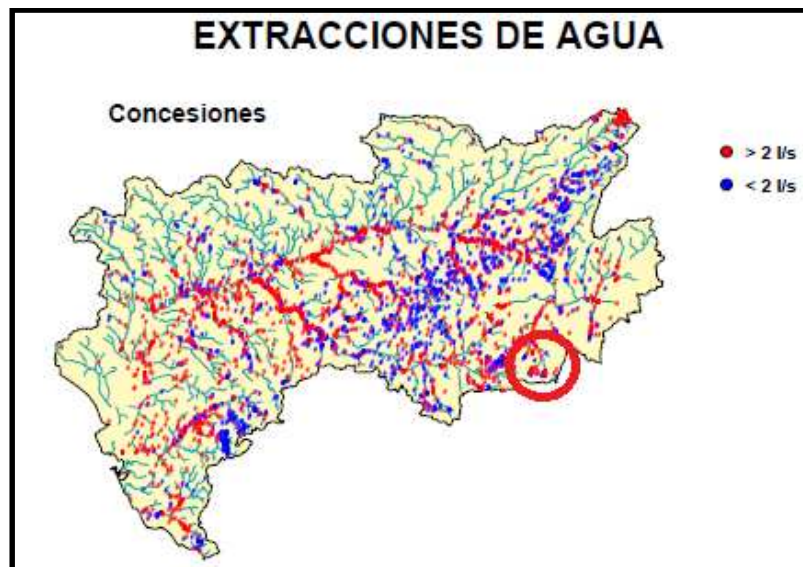 EXTRACCIONES DE AGUA
Concesiones
> 2 l/s
< 2 l/s